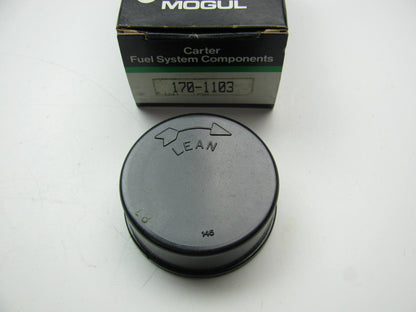 MOGUL
Carter
Fuel System Components
170-1103
LEAN
146